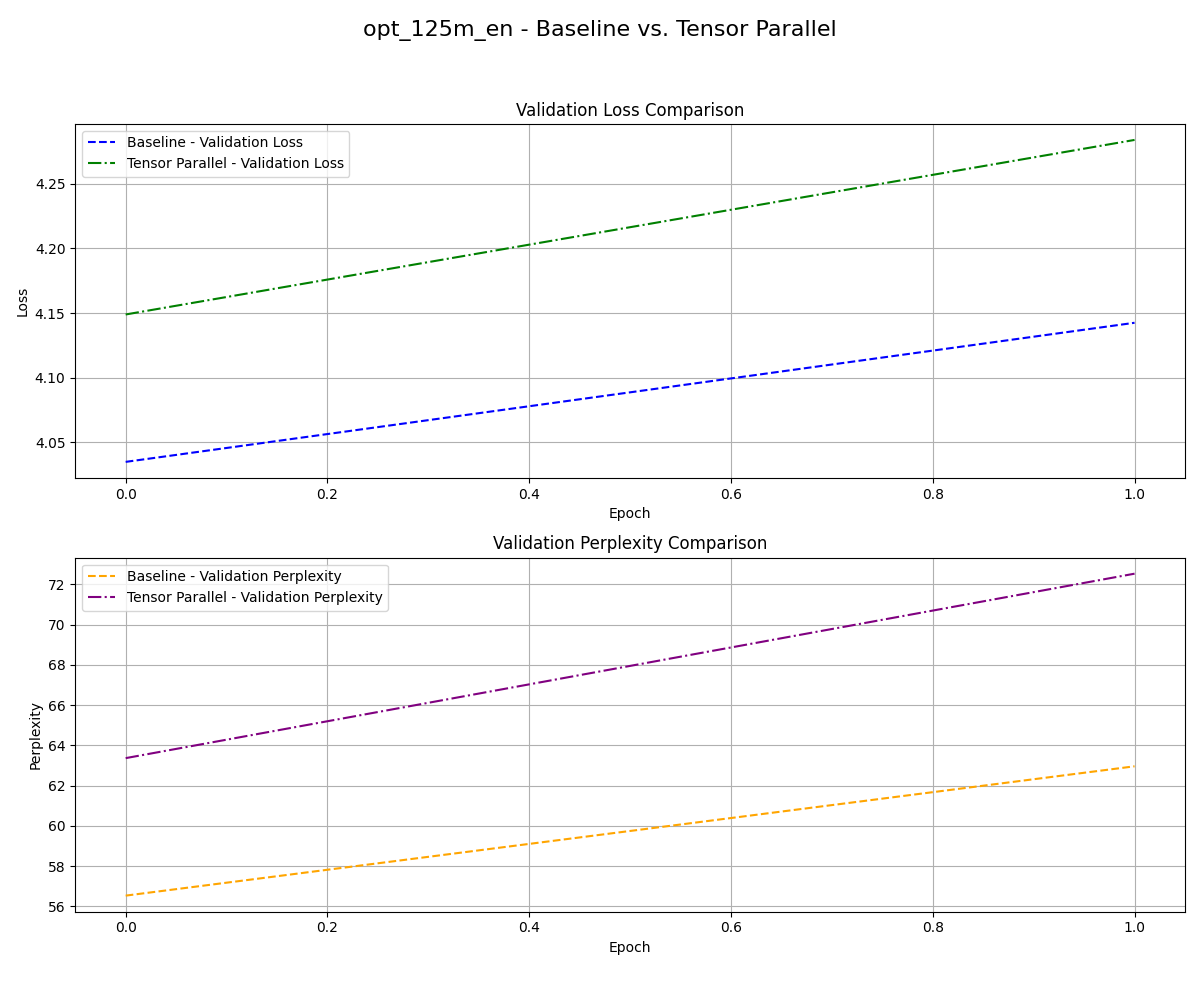 opt_125m_en - Baseline vs. Tensor Parallel
Validation Loss Comparison
Baseline - Validation Loss
Tensor Parallel - Validation Loss
4.25
4.20
4.15
4.10
4.05
Loss
0.0 0.2 0.4 0.6 0.8 1.0
Epoch
Validation Perplexity Comparison
Baseline - Validation Perplexity
Tensor Parallel - Validation Perplexity
72
70
68
66
64
62
60
58
56
Perplexity
0.0 0.2 0.4 0.6 0.8 1.0
Epoch